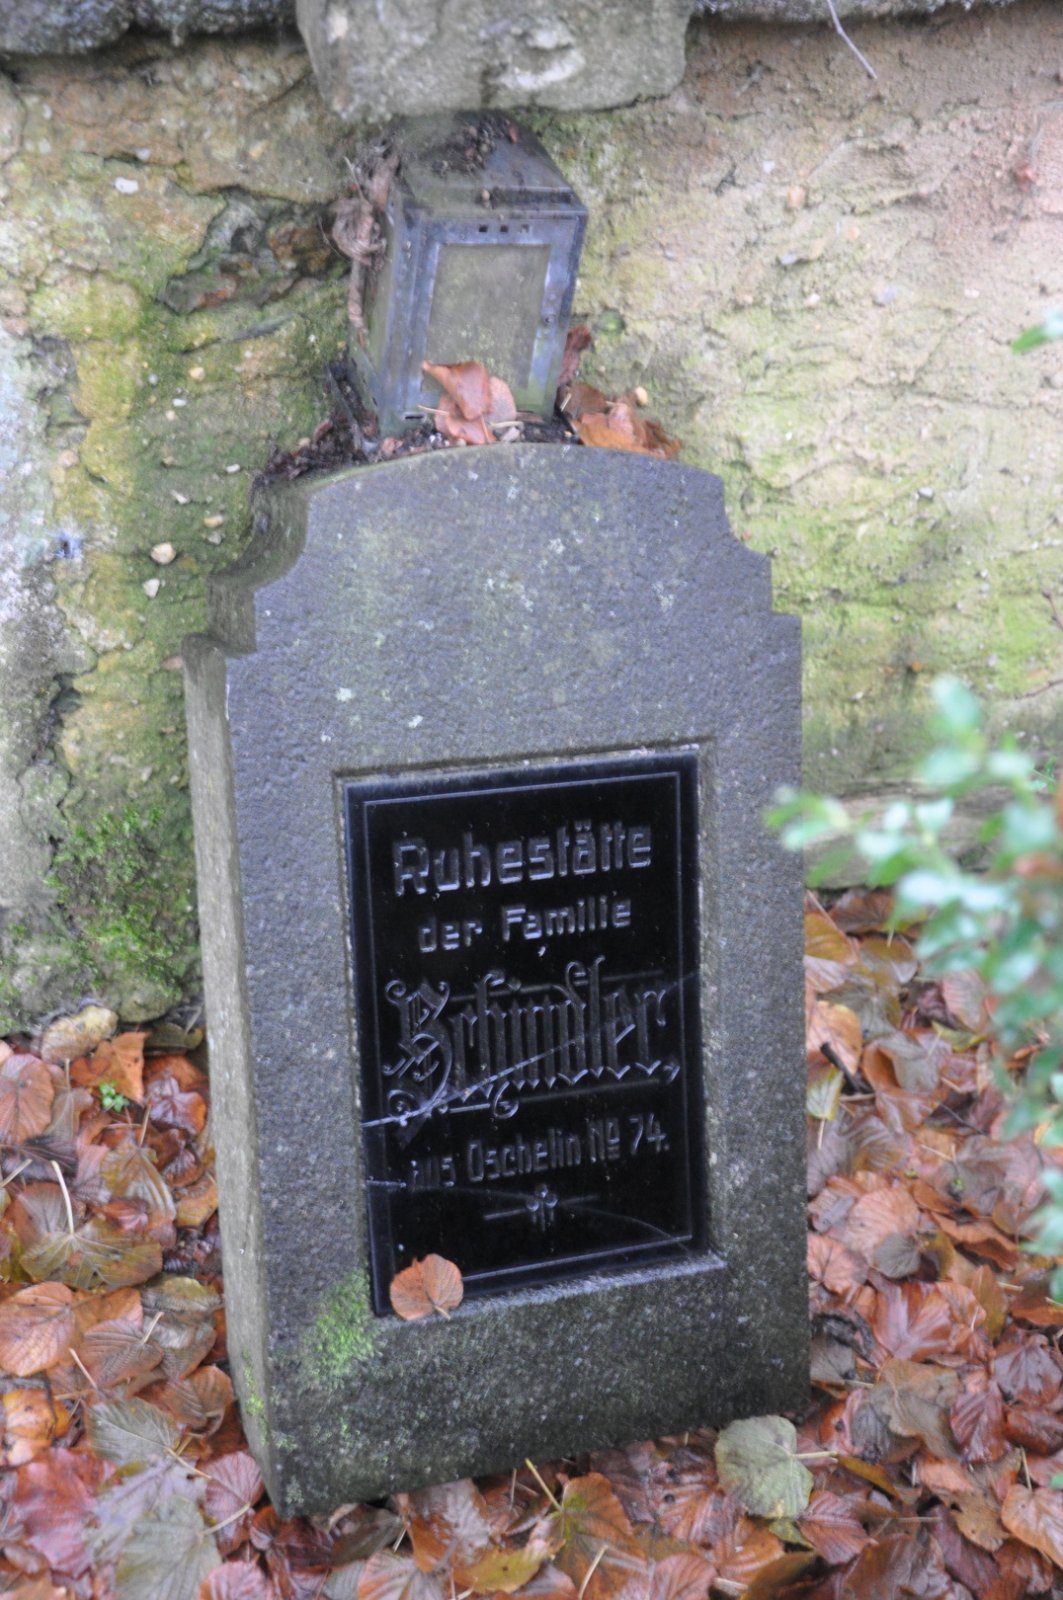 Ruhestätte
der Familie
Schindler,
aus Oschelin No 74.